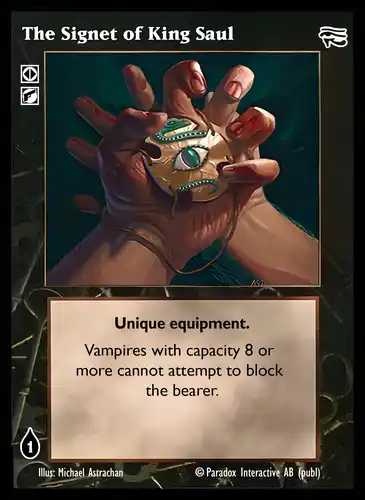 The Signet of King Saul
Unique equipment.
Vampires with capacity 8 or
more cannot attempt to block
the bearer.
1
Illus: Michael Astrachan
© Paradox Interactive AB (publ)